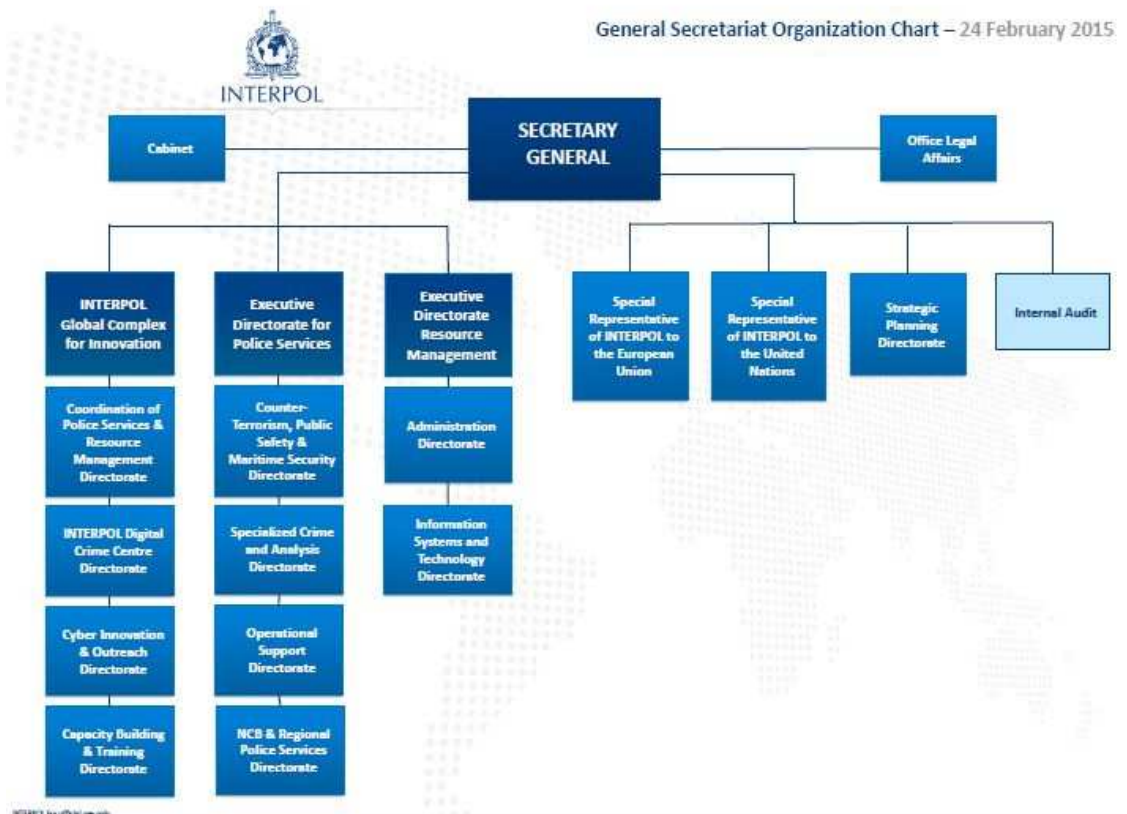 General Secretariat Organization Chart – 24 February 2015
INTERPOL
SECRETARY
GENERAL
Cabinet
Office Legal
Affairs
INTERPOL
Global Complex
for Innovation
Executive
Directorate for
Police Services
Executive
Directorate
Resource
Management
Special
Representative
of INTERPOL to
the European
Union
Special
Representative
of INTERPOL to
the United
Nations
Strategic
Planning
Directorate
Internal Audit
Coordination of
Police Services &
Resource
Management
Directorate
Counter-
Terrorism, Public
Safety &
Maritime Security
Directorate
Administration
Directorate
INTERPOL Digital
Crime Centre
Directorate
Specialized Crime
and Analysis
Directorate
Information
Systems and
Technology
Directorate
Cyber Innovation
& Outreach
Directorate
Operational
Support
Directorate
Capacity Building
& Training
Directorate
NCB & Regional
Police Services
Directorate